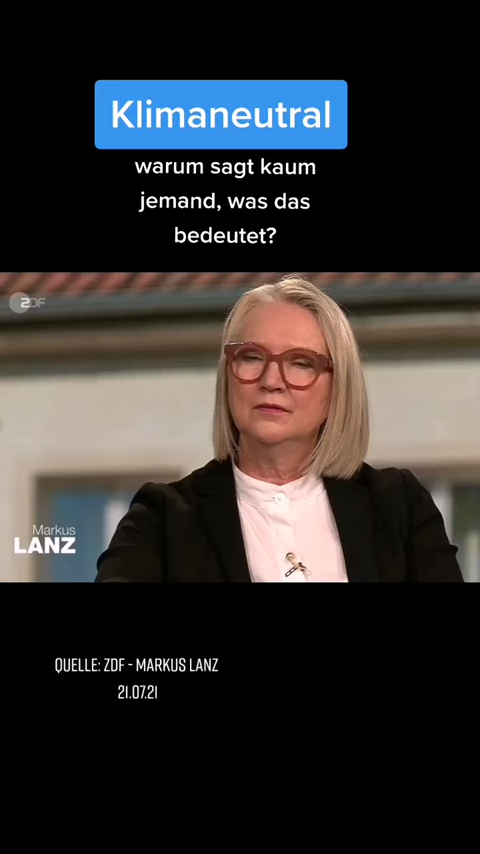 Klimaneutral
warum sagt kaum
jemand, was das
bedeutet?
ZDF
Markus
LANZ
QUELLE: ZDF - MARKUS LANZ
21.07.21